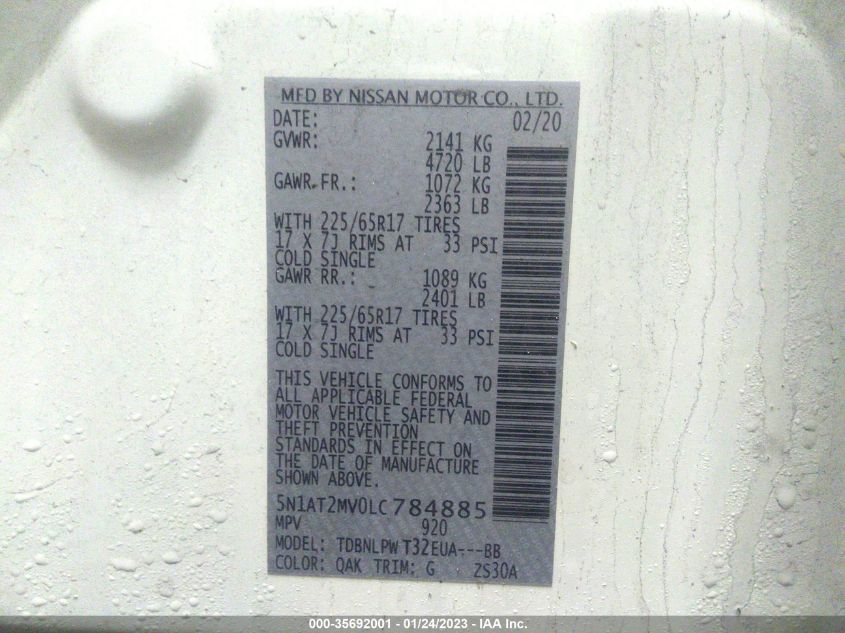 MFD BY NISSAN MOTOR CO., LTD.
DATE: 02/20
GVWR: 2141 KG
4720 LB
GAWR FR.: 1072 KG
2363 LB
WITH 225/65R17 TIRES
17 X 7J RIMS AT 33 PSI
COLD SINGLE
GAWR RR.: 1089 KG
2401 LB
WITH 225/65R17 TIRES
17 X 7J RIMS AT 33 PSI
COLD SINGLE
THIS VEHICLE CONFORMS TO
ALL APPLICABLE FEDERAL
MOTOR VEHICLE SAFETY AND
THEFT PREVENTION
STANDARDS IN EFFECT ON
THE DATE OF MANUFACTURE
SHOWN ABOVE.
5N1AT2MV0LC784885
MPV 920
MODEL: TDBNLPW T32EUA---BB
COLOR: QAK TRIM: G ZS30A
000-35692001 - 01/24/2023 - IAA Inc.